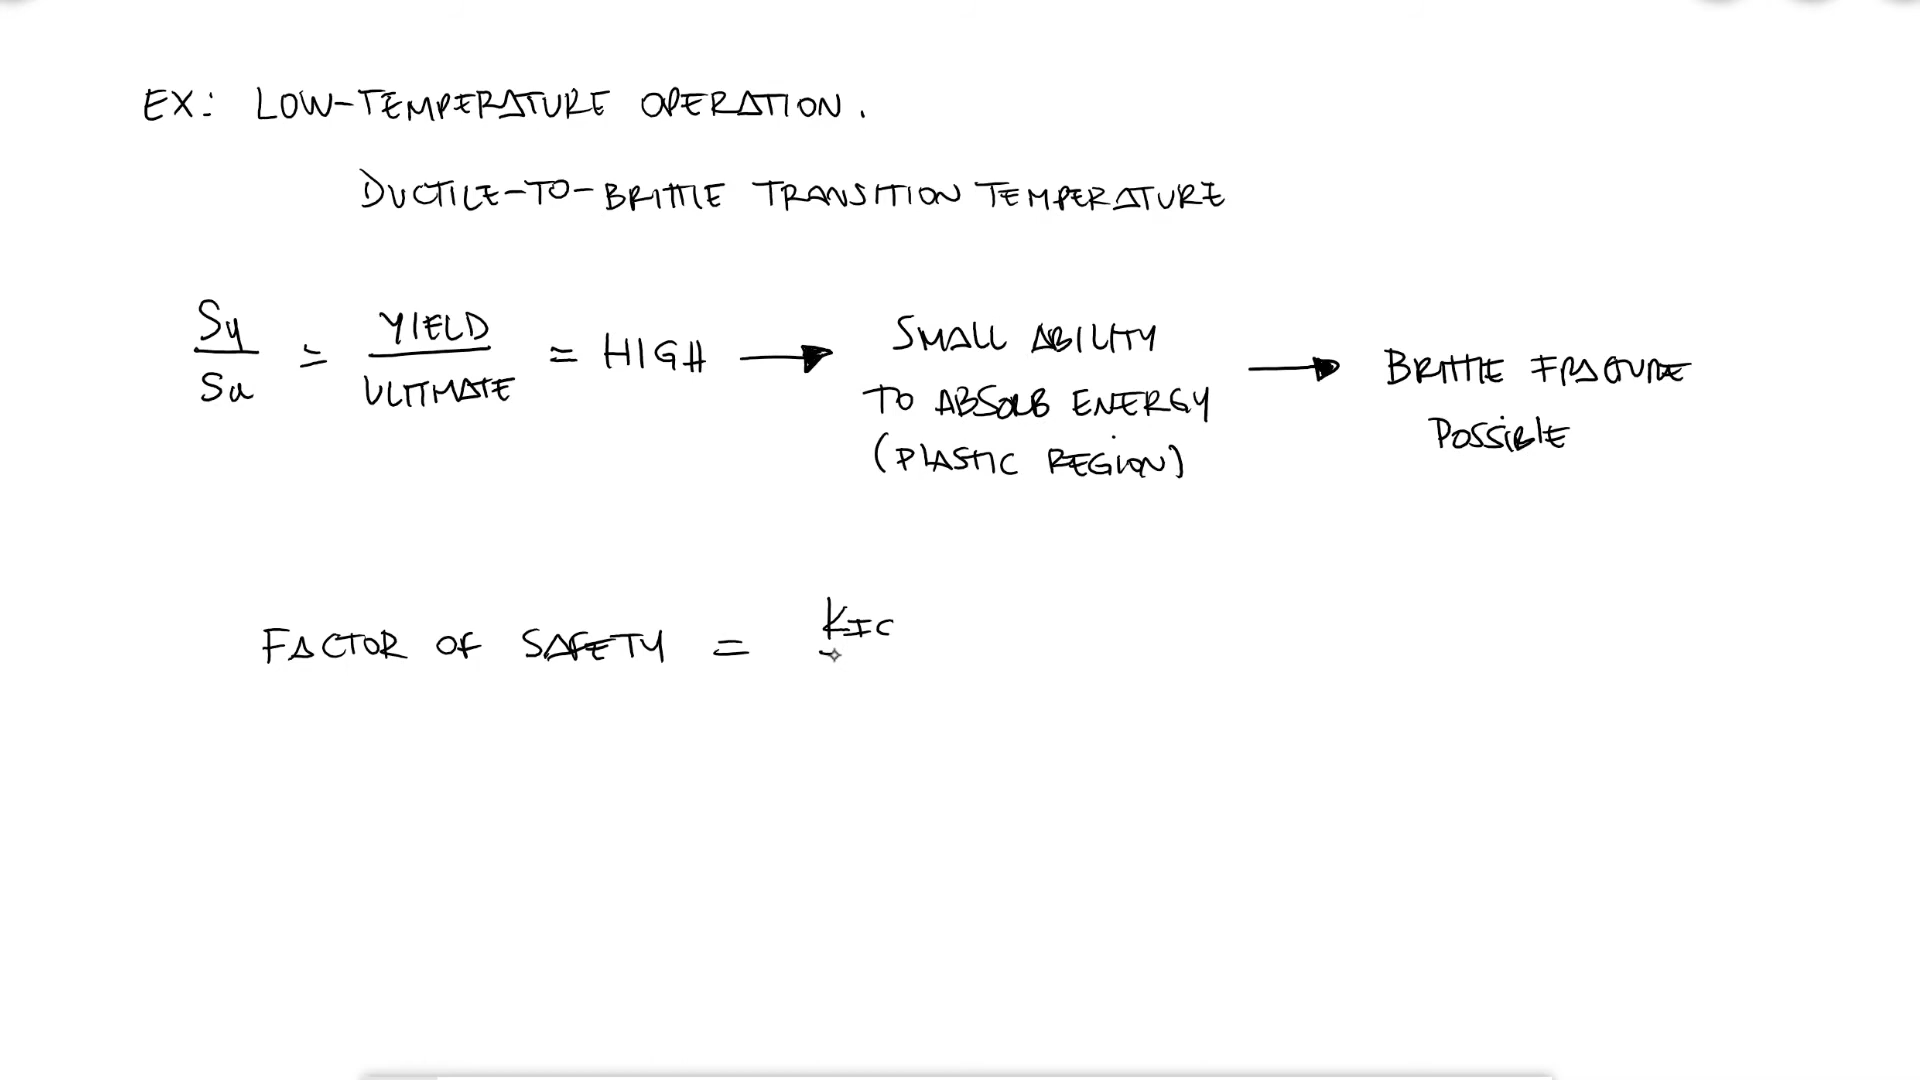 EX: LOW-TEMPERATURE OPERATION.
DUCTILE-TO-BRITTLE TRANSITION TEMPERATURE
Sy/Su = YIELD/ULTIMATE = HIGH → SMALL ABILITY
TO ABSORB ENERGY
(PLASTIC REGION)
→ BRITTLE FRACTURE
POSSIBLE
FACTOR OF SAFETY = KIC